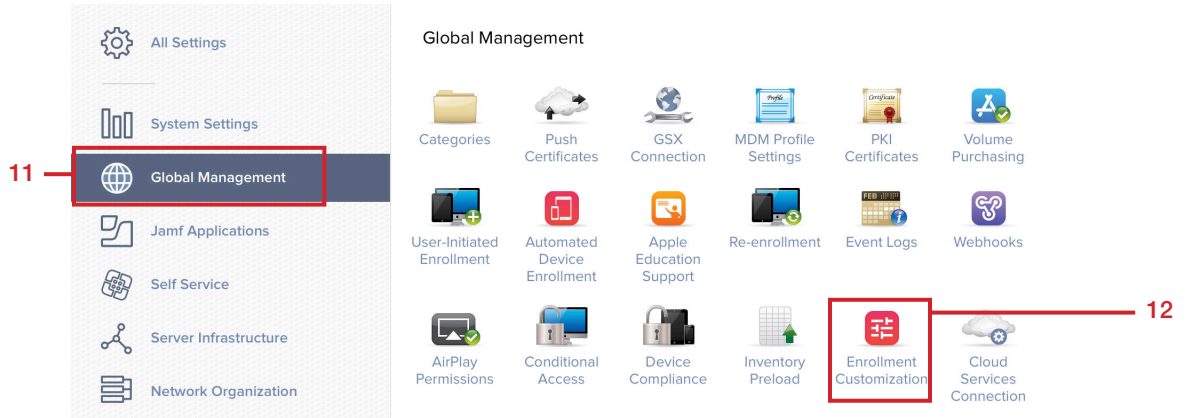 All Settings
System Settings
11
Global Management
Jamf Applications
Self Service
Server Infrastructure
Network Organization
Global Management
Categories
Push
Certificates
GSX
Connection
Profile
MDM Profile
Settings
Certificate
PKI
Certificates
Volume
Purchasing
User-Initiated
Enrollment
Automated
Device
Enrollment
Apple
Education
Support
Re-enrollment
FEB
Event Logs
Webhooks
AirPlay
Permissions
Conditional
Access
Device
Compliance
Inventory
Preload
Enrollment
Customization
Cloud
Services
Connection
12